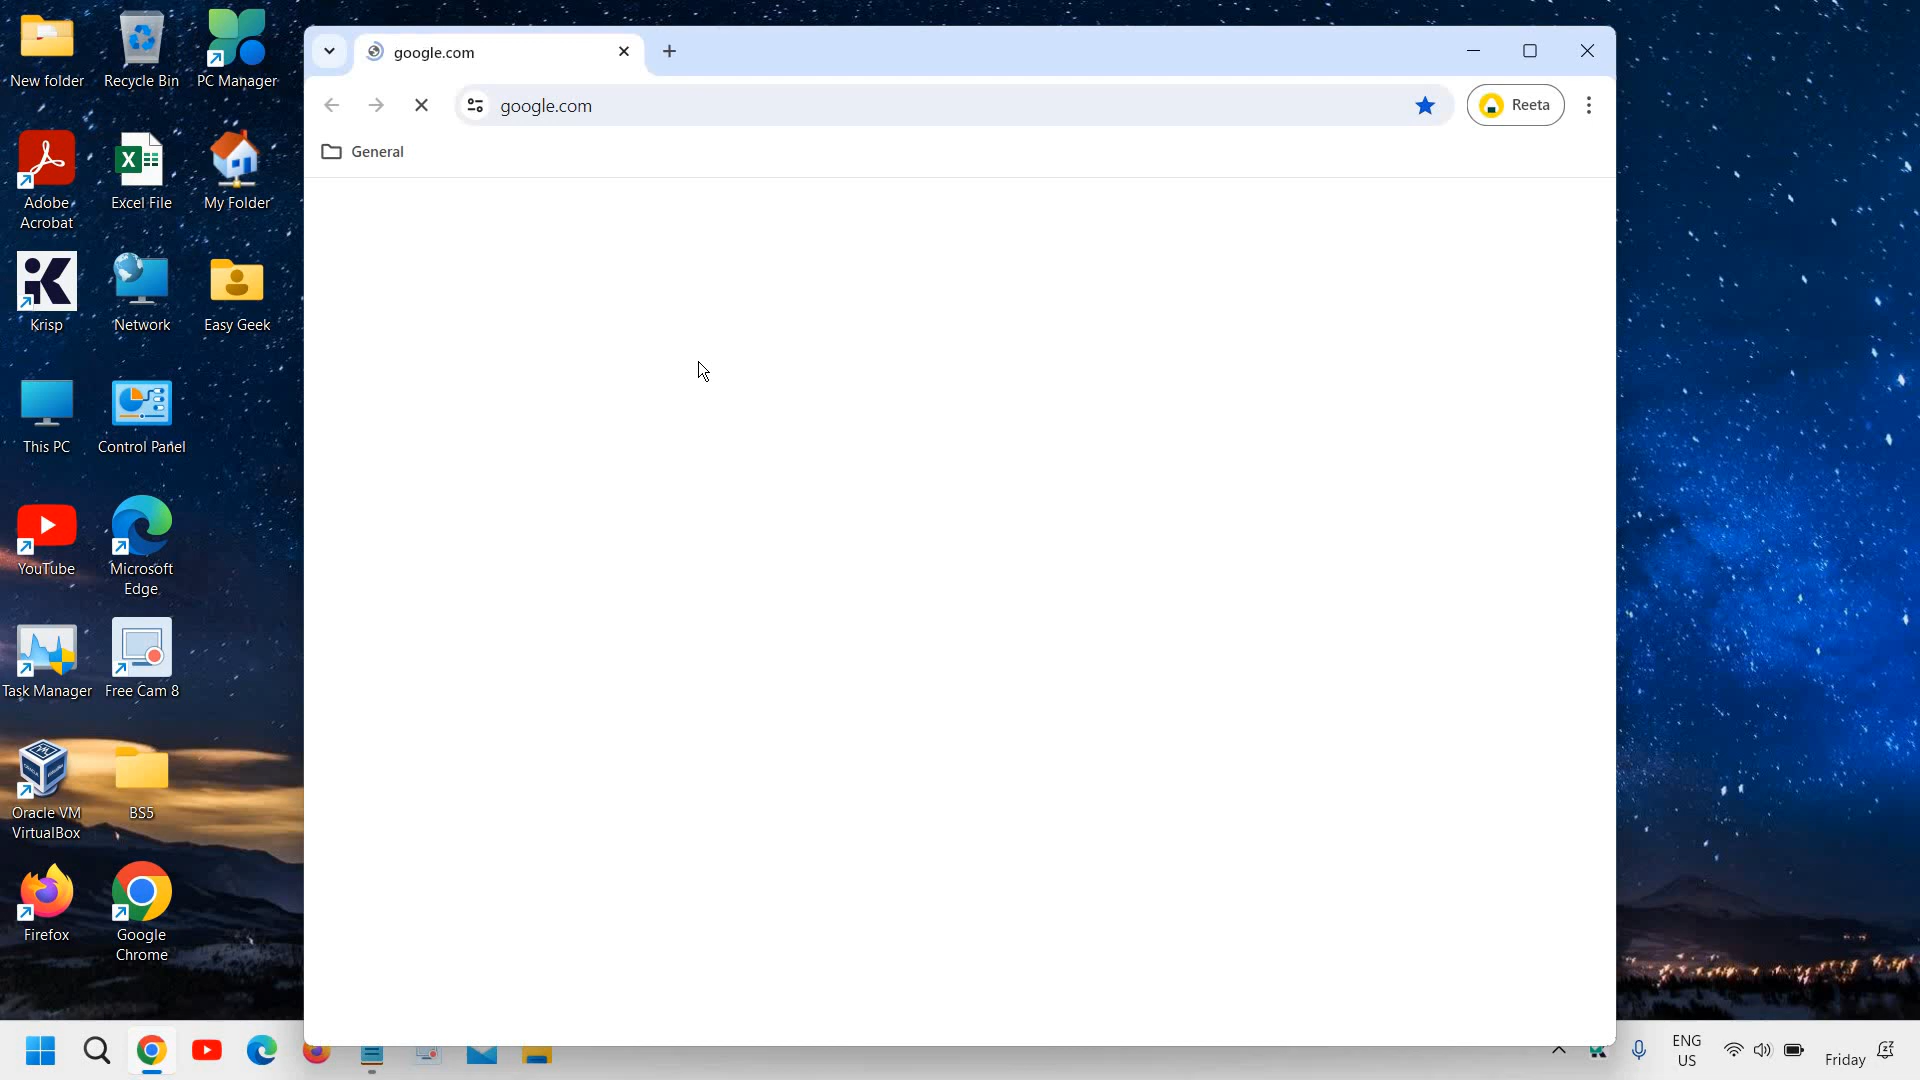 New folder
Recycle Bin
PC Manager
Adobe
Acrobat
Excel File
My Folder
Krisp
Network
Easy Geek
This PC
Control Panel
YouTube
Microsoft
Edge
Task Manager
Free Cam 8
Oracle VM
VirtualBox
BS5
Firefox
Google
Chrome
google.com
google.com
Reeta
General
ENG
US
Friday